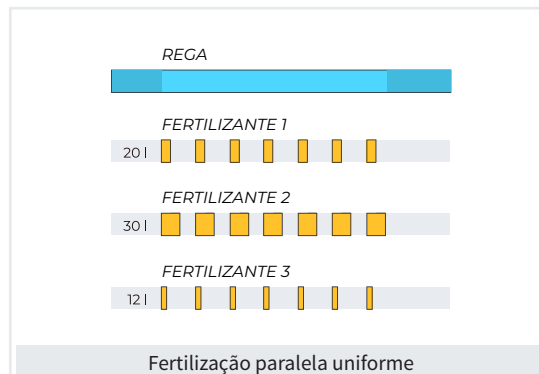 REGA
FERTILIZANTE 1
20 l
FERTILIZANTE 2
30 l
FERTILIZANTE 3
12 l
Fertilização paralela uniforme